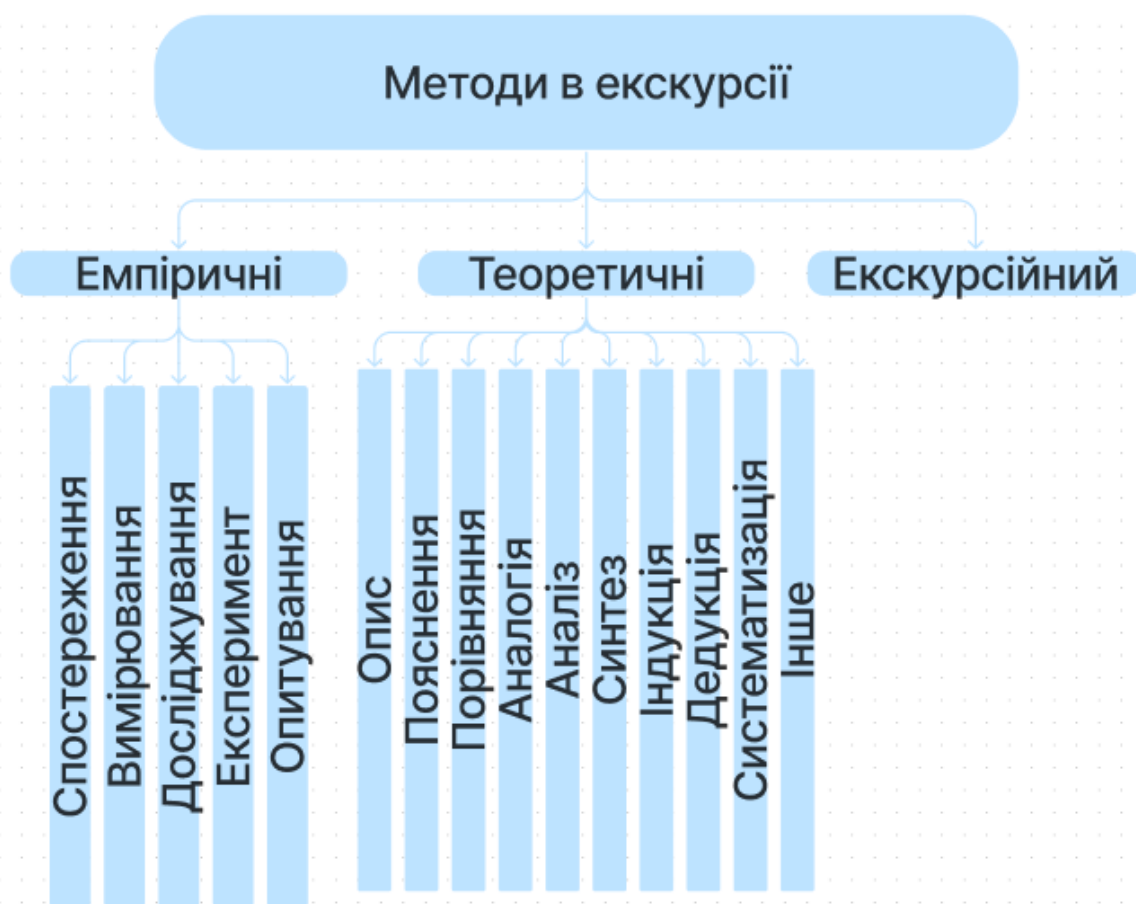 Методи в екскурсії
Емпіричні
Теоретичні
Екскурсійний
Спостереження
Вимірювання
Досліджування
Експеримент
Опитування
Опис
Пояснення
Порівняння
Аналогія
Аналіз
Синтез
Індукція
Дедукція
Систематизація
Інше